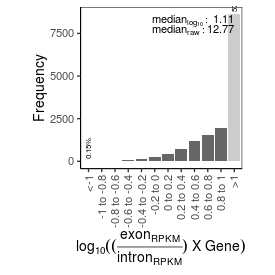 median_log10 : 1.11
median_raw : 12.77
Frequency
7500
5000
2500
0
0.15%
<-1
-1 to -0.8
-0.8 to -0.6
-0.6 to -0.4
-0.4 to -0.2
-0.2 to 0
0 to 0.2
0.2 to 0.4
0.4 to 0.6
0.6 to 0.8
0.8 to 1
>1
log10((exon_RPKM / intron_RPKM) X Gene)